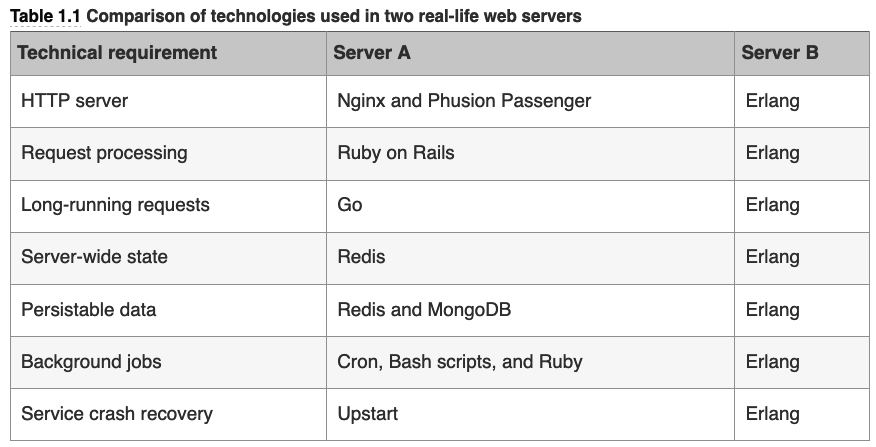 Table 1.1 Comparison of technologies used in two real-life web servers
Technical requirement Server A Server B
HTTP server Nginx and Phusion Passenger Erlang
Request processing Ruby on Rails Erlang
Long-running requests Go Erlang
Server-wide state Redis Erlang
Persistable data Redis and MongoDB Erlang
Background jobs Cron, Bash scripts, and Ruby Erlang
Service crash recovery Upstart Erlang